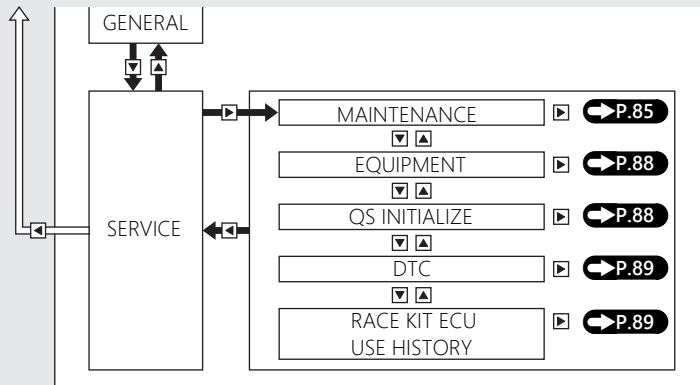 GENERAL
SERVICE
MAINTENANCE P.85
EQUIPMENT P.88
QS INITIALIZE P.88
DTC P.89
RACE KIT ECU P.89
USE HISTORY